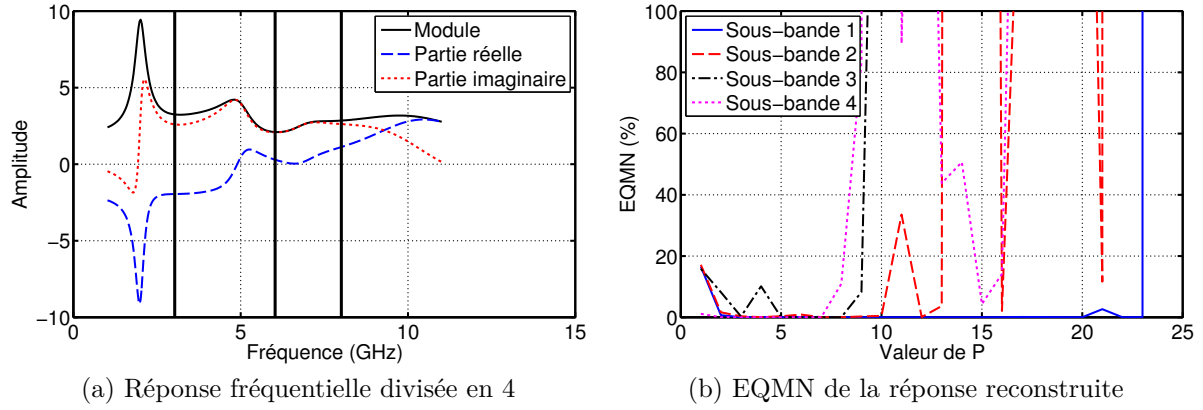 10
5
0
−5
−10
0
5
10
15
Amplitude
Fréquence (GHz)
Module
Partie réelle
Partie imaginaire
(a) Réponse fréquentielle divisée en 4
100
80
60
40
20
0
0
5
10
15
20
25
EQMN (%)
Valeur de P
Sous−bande 1
Sous−bande 2
Sous−bande 3
Sous−bande 4
(b) EQMN de la réponse reconstruite